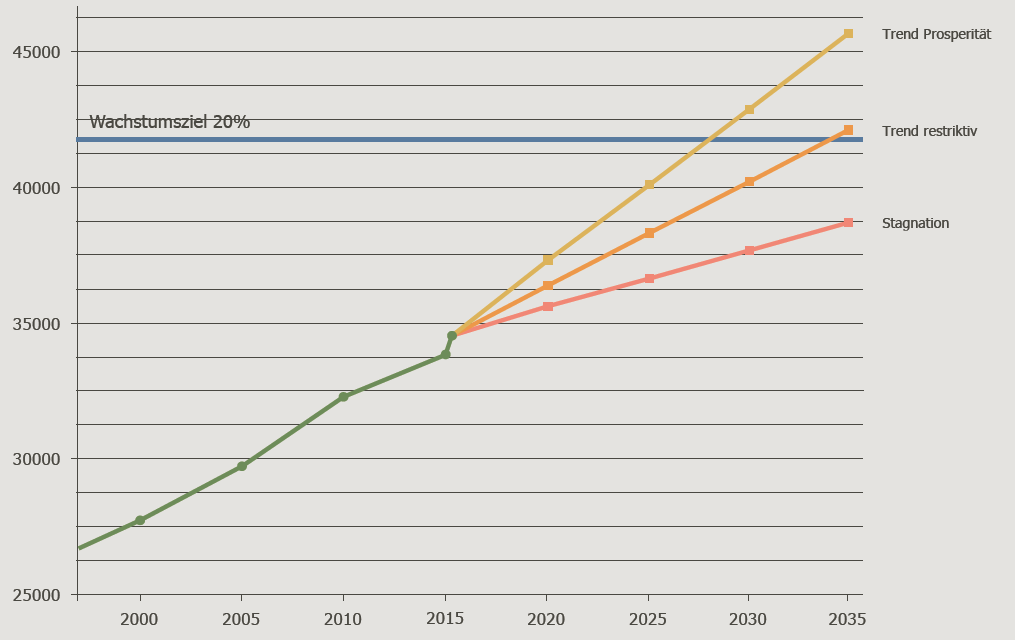 45000
Trend Prosperität
Wachstumsziel 20%
Trend restriktiv
40000
Stagnation
35000
30000
25000
2000 2005 2010 2015 2020 2025 2030 2035